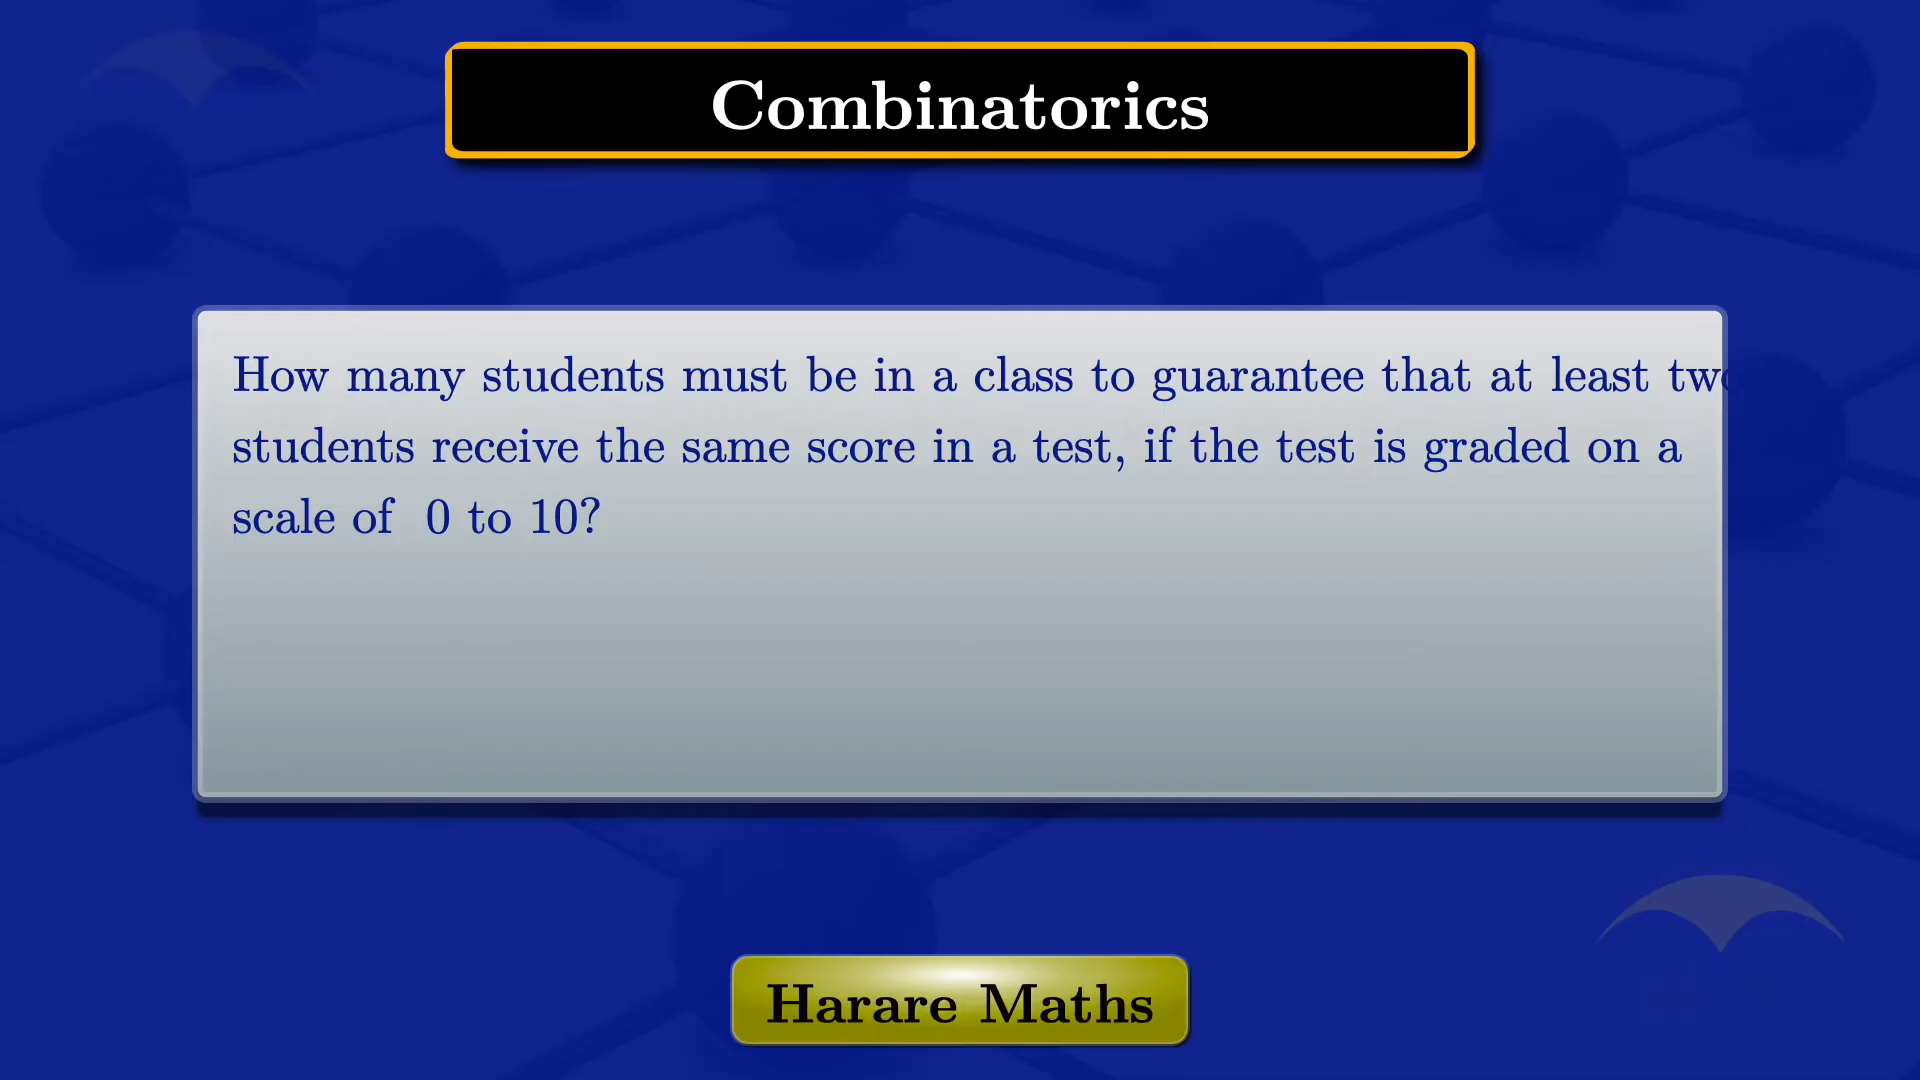 Combinatorics
How many students must be in a class to guarantee that at least two
students receive the same score in a test, if the test is graded on a
scale of 0 to 10?
Harare Maths